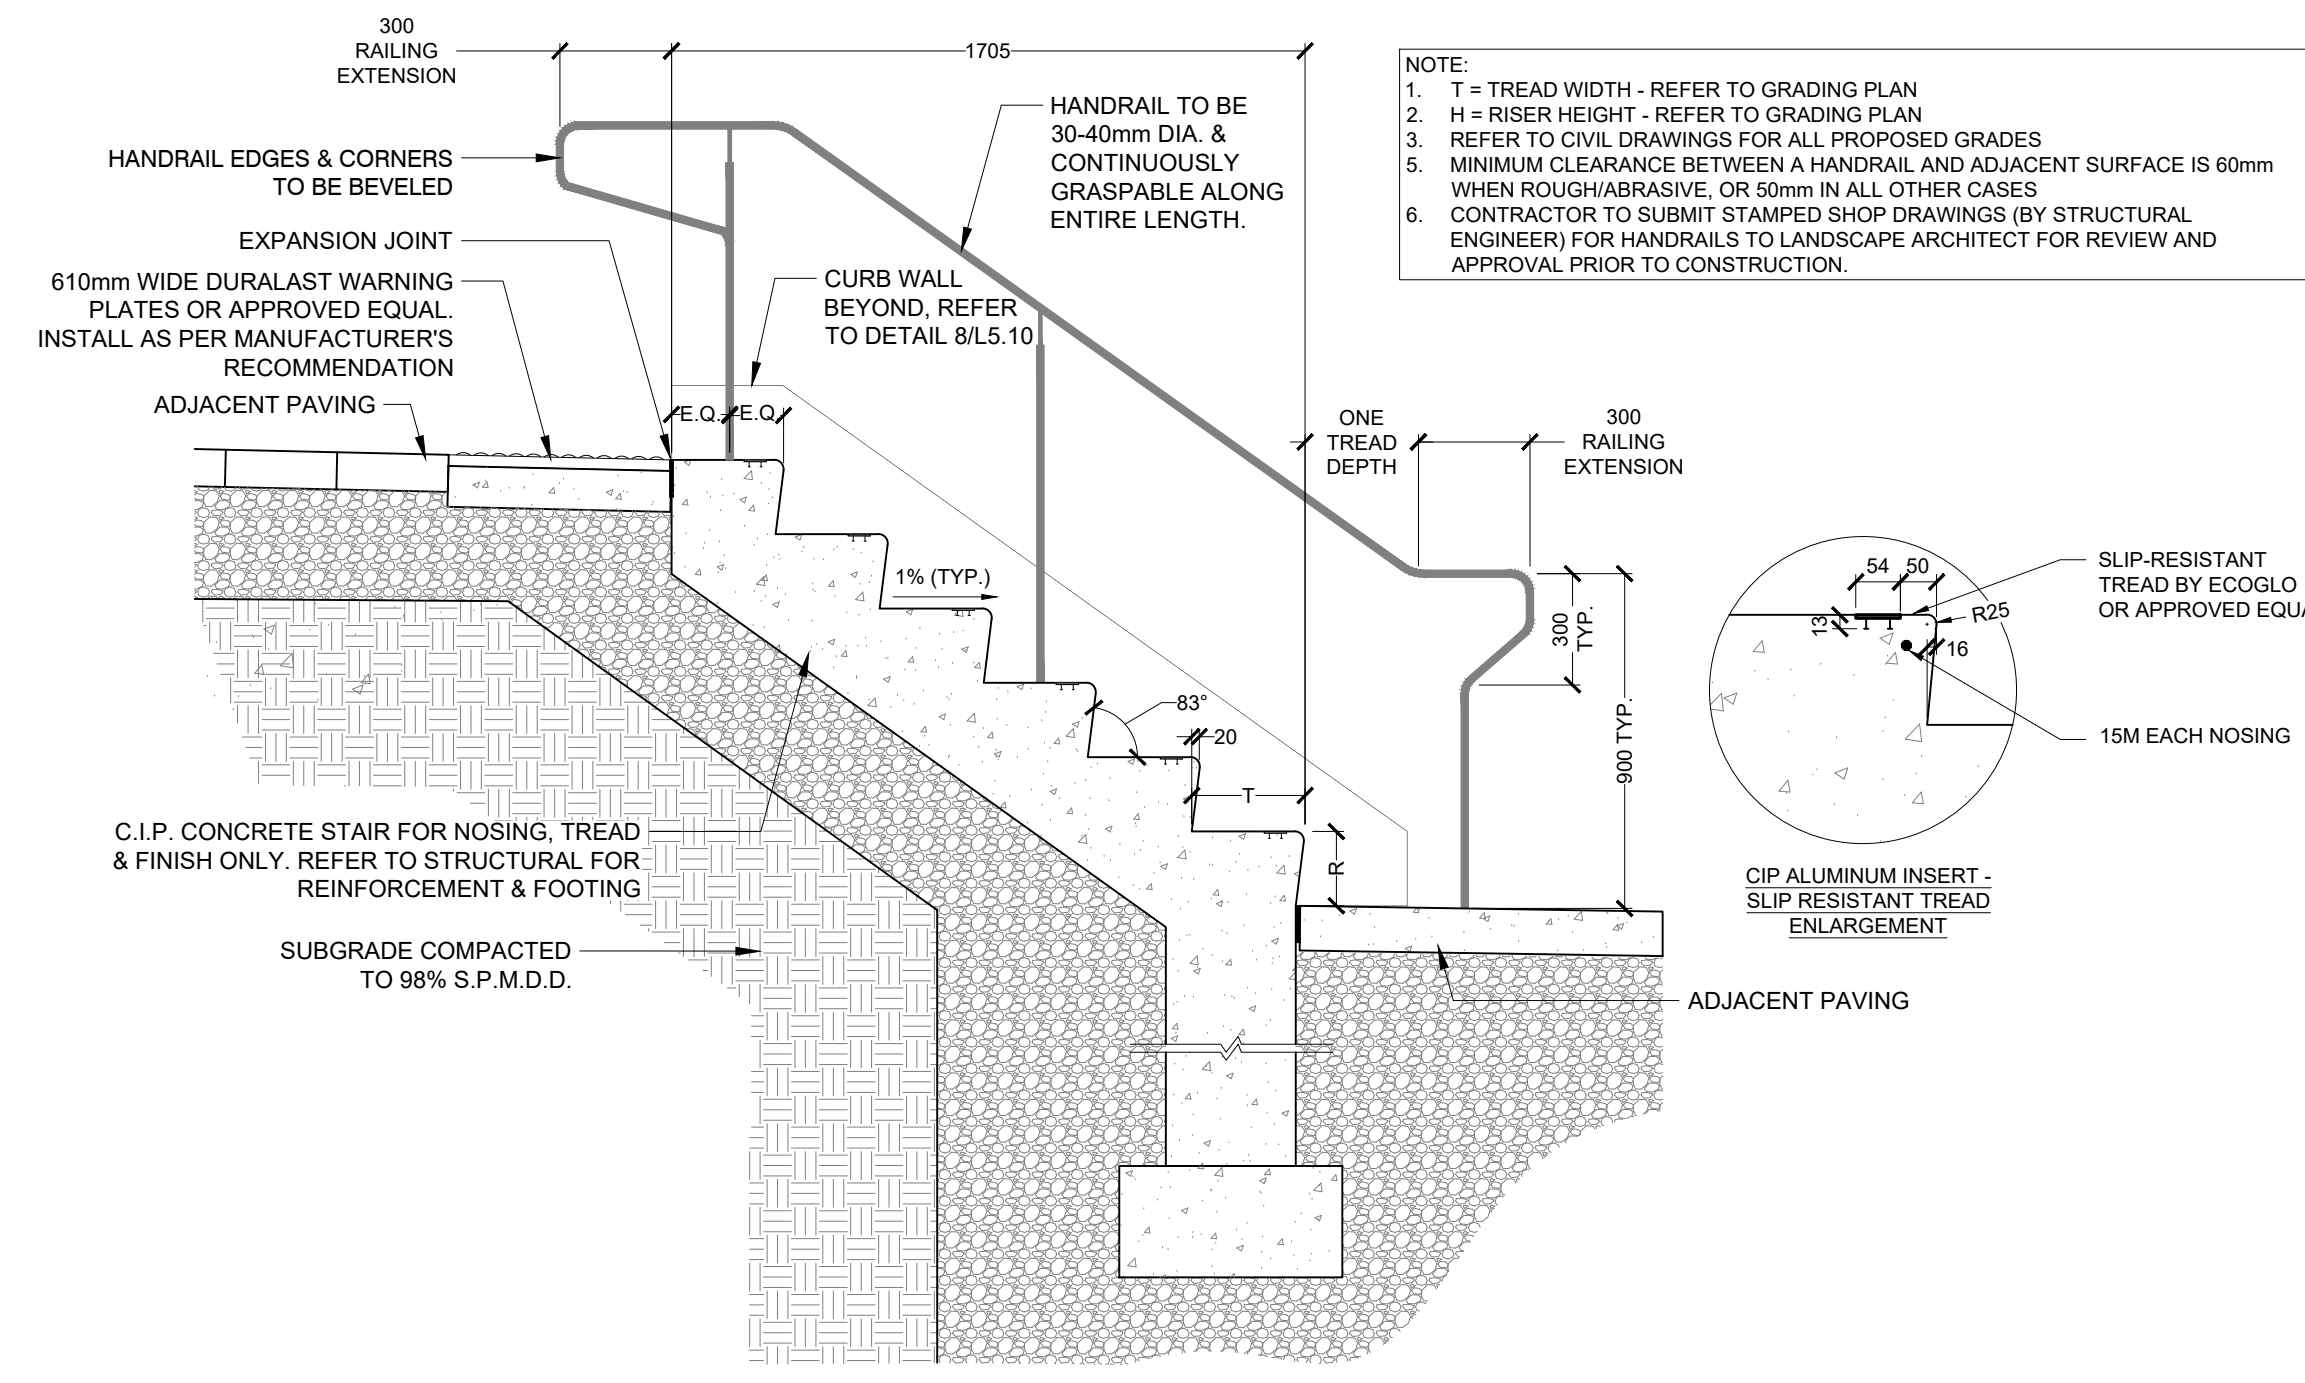 300
RAILING
EXTENSION
1705
HANDRAIL EDGES & CORNERS
TO BE BEVELED
EXPANSION JOINT
610mm WIDE DURALAST WARNING
PLATES OR APPROVED EQUAL.
INSTALL AS PER MANUFACTURER'S
RECOMMENDATION
ADJACENT PAVING
HANDRAIL TO BE
30-40mm DIA. &
CONTINUOUSLY
GRASPABLE ALONG
ENTIRE LENGTH.
CURB WALL
BEYOND, REFER
TO DETAIL 8/L5.10
E.Q.
E.Q.
NOTE:
1. T = TREAD WIDTH - REFER TO GRADING PLAN
2. H = RISER HEIGHT - REFER TO GRADING PLAN
3. REFER TO CIVIL DRAWINGS FOR ALL PROPOSED GRADES
5. MINIMUM CLEARANCE BETWEEN A HANDRAIL AND ADJACENT SURFACE IS 60mm
WHEN ROUGH/ABRASIVE, OR 50mm IN ALL OTHER CASES
6. CONTRACTOR TO SUBMIT STAMPED SHOP DRAWINGS (BY STRUCTURAL
ENGINEER) FOR HANDRAILS TO LANDSCAPE ARCHITECT FOR REVIEW AND
APPROVAL PRIOR TO CONSTRUCTION.
ONE
TREAD
DEPTH
300
RAILING
EXTENSION
1% (TYP.)
83°
20
T
R
300
TYP.
900 TYP.
C.I.P. CONCRETE STAIR FOR NOSING, TREAD
& FINISH ONLY. REFER TO STRUCTURAL FOR
REINFORCEMENT & FOOTING
SUBGRADE COMPACTED
TO 98% S.P.M.D.D.
ADJACENT PAVING
54
50
13
R25
16
SLIP-RESISTANT
TREAD BY ECOGLO
OR APPROVED
15M EACH NOSING
CIP ALUMINUM INSERT -
SLIP RESISTANT TREAD
ENLARGEMENT